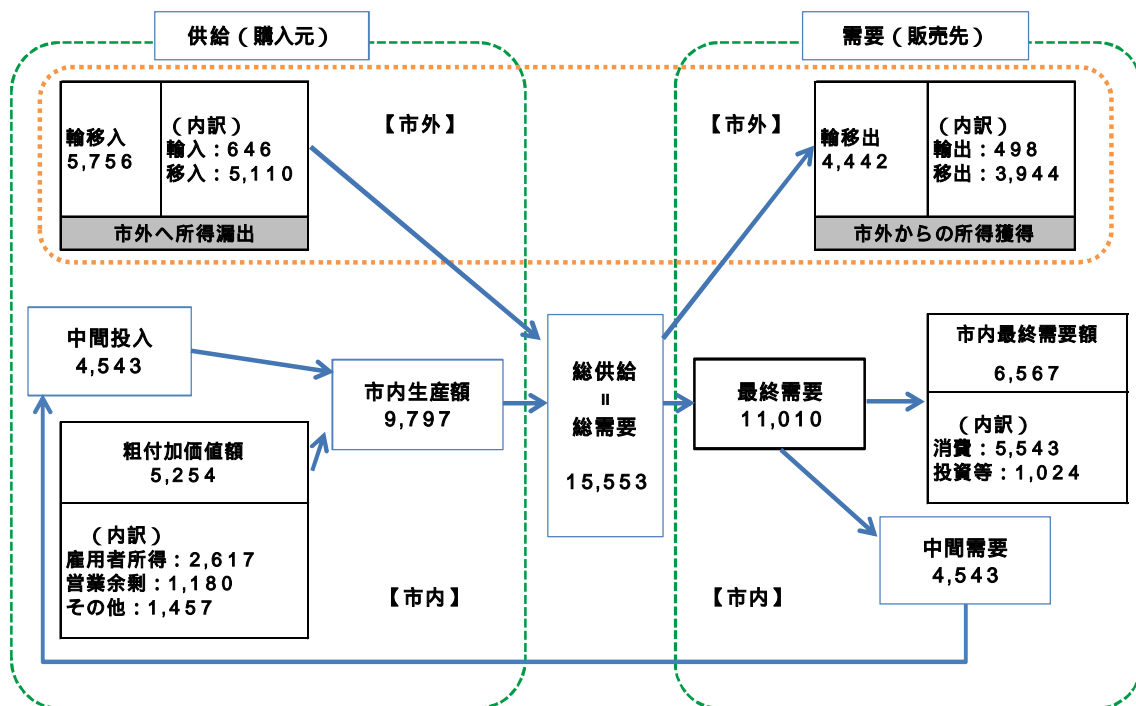 供給（購入元）
需要（販売先）
輸移入
5,756
（内訳）
輸入：646
移入：5,110
市外へ所得漏出
【市外】
【市外】
輸移出
4,442
（内訳）
輸出：498
移出：3,944
市外からの所得獲得
中間投入
4,543
市内生産額
9,797
粗付加価値額
5,254
（内訳）
雇用者所得：2,617
営業余剰：1,180
その他：1,457
【市内】
総供給
＝
総需要
15,553
最終需要
11,010
市内最終需要額
6,567
（内訳）
消費：5,543
投資等：1,024
中間需要
4,543
【市内】